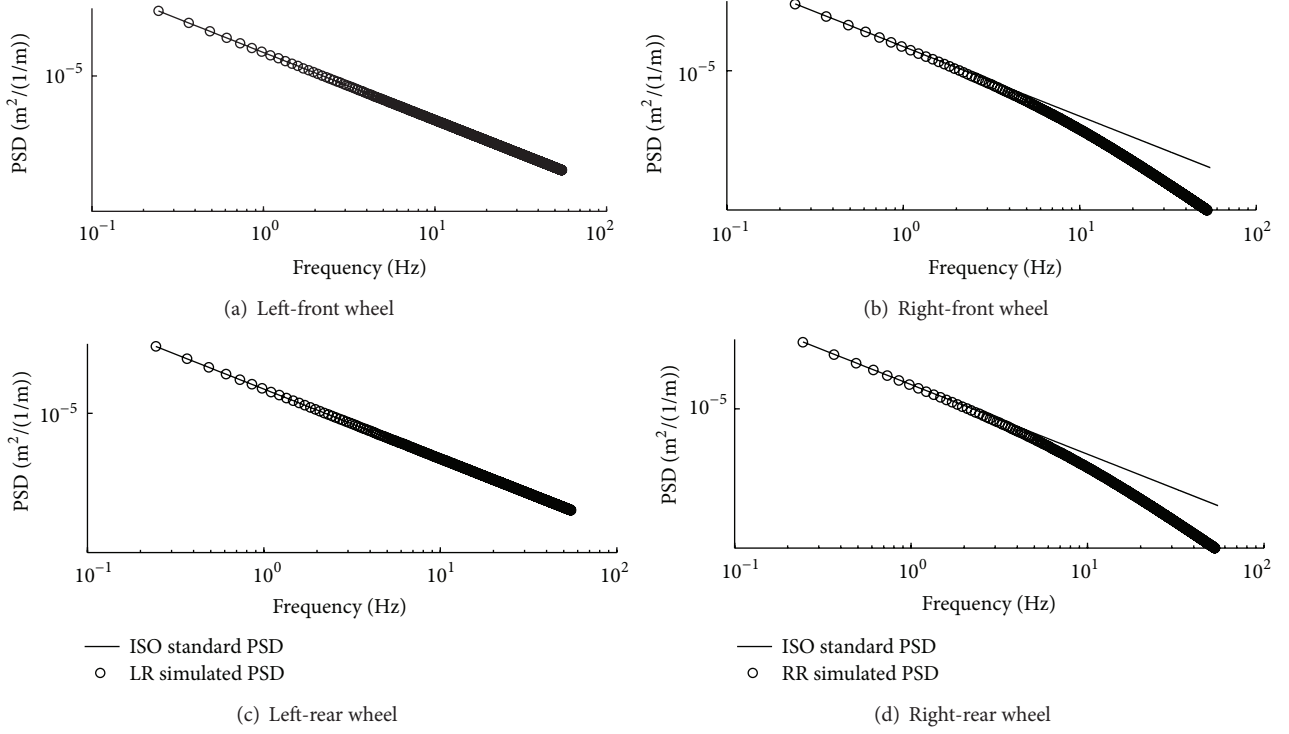 PSD (m²/(1/m))
10⁻⁵
10⁻¹
10⁰
10¹
10²
Frequency (Hz)
(a) Left-front wheel
PSD (m²/(1/m))
10⁻⁵
10⁻¹
10⁰
10¹
10²
Frequency (Hz)
(b) Right-front wheel
PSD (m²/(1/m))
10⁻⁵
10⁻¹
10⁰
10¹
10²
Frequency (Hz)
ISO standard PSD
LR simulated PSD
(c) Left-rear wheel
PSD (m²/(1/m))
10⁻⁵
10⁻¹
10⁰
10¹
10²
Frequency (Hz)
ISO standard PSD
RR simulated PSD
(d) Right-rear wheel